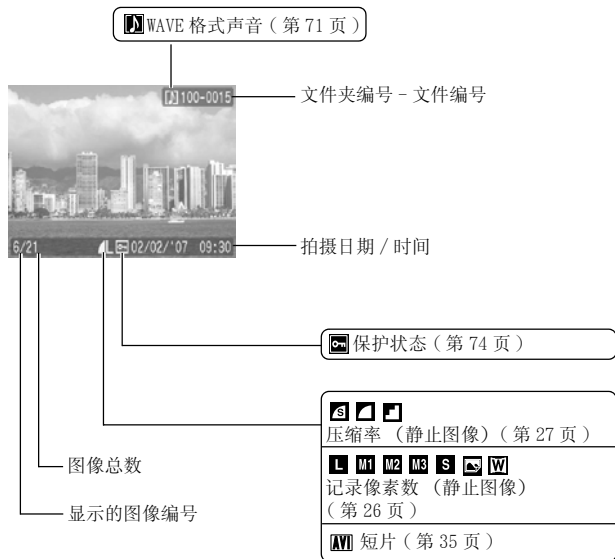 WAVE 格式声音 ( 第 71 页 )
100-0015
文件夹编号 - 文件编号
6/21
L
02/02/'07 09:30
拍摄日期 / 时间
保护状态 ( 第 74 页 )
S
压缩率 (静止图像) ( 第 27 页 )
L M1 M2 M3 S W
记录像素数 (静止图像)
( 第 26 页 )
AVI 短片 ( 第 35 页 )
图像总数
显示的图像编号